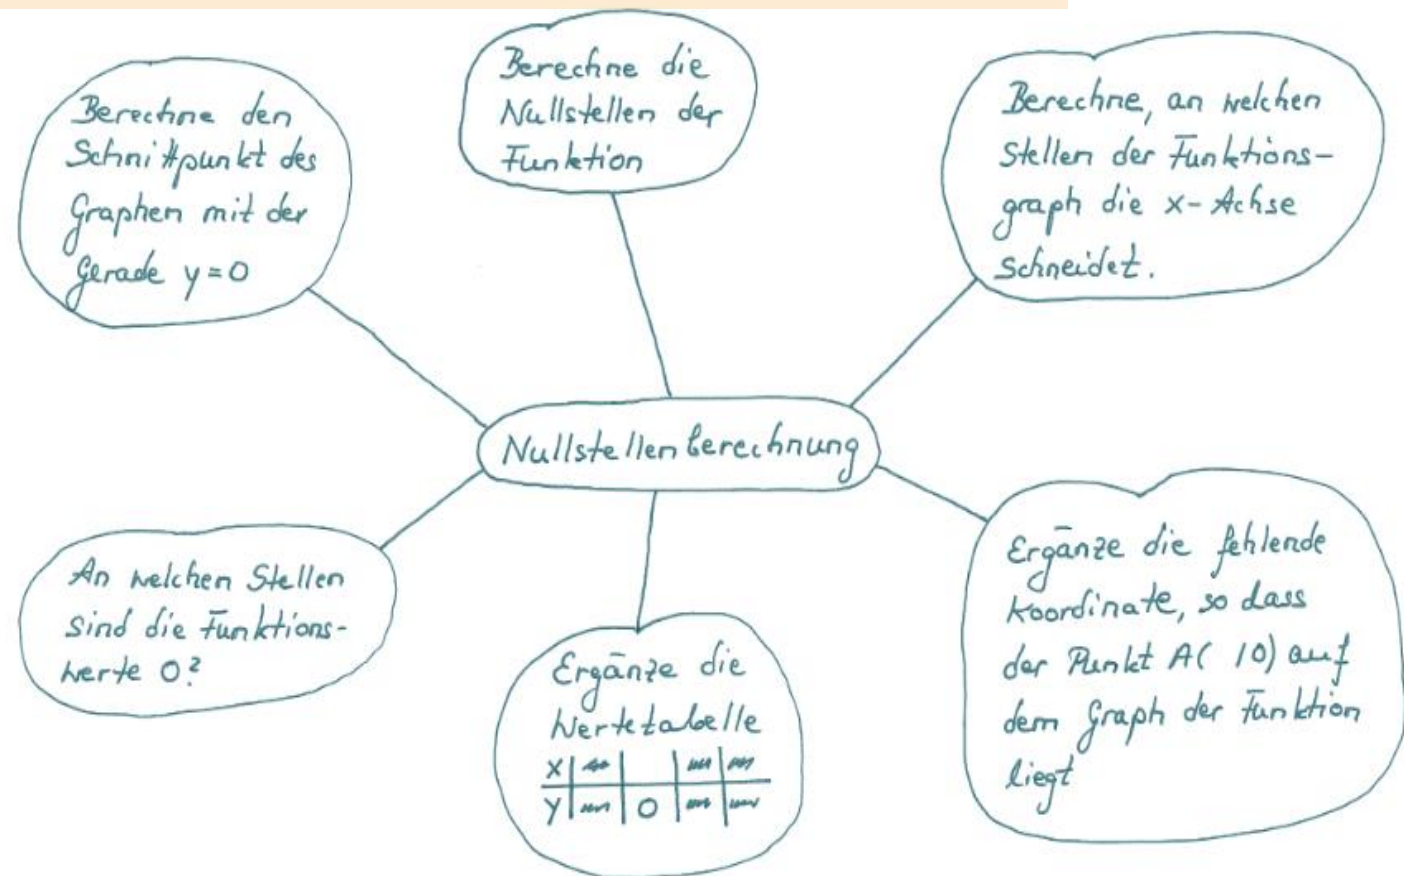 Berechne den
Schnittpunkt des
Graphen mit der
Gerade y=0
Berechne die
Nullstellen der
Funktion
Berechne, an welchen
Stellen der Funktions-
graph die x-Achse
schneidet.
Nullstellenberechnung
An welchen Stellen
sind die Funktions-
werte 0?
Ergänze die
Wertetabelle
X
Y 0
Ergänze die fehlende
Koordinate, so dass
der Punkt A( |0) auf
dem Graph der Funktion
liegt